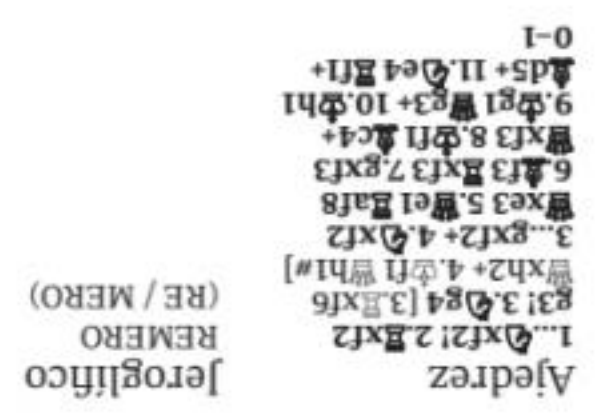 Ajedrez
1...♞xf2! 2.♜xf2
g3! 3.♞g4 [3.♖xf6
♕xh2+ 4.♔f1 ♕h1#]
3...gxf2+ 4.♞xf2
♛xe3 5.♛e1 ♜af8
6.♝f3 ♜xf3 7.gxf3
♛xf3 8.♚f1 ♝c4+
9.♚g1 ♛g3+ 10.♚h1
♝d5+ 11.♞e4 ♜f1+
0-1
Jeroglífico
REMERO
(RE / MERO)